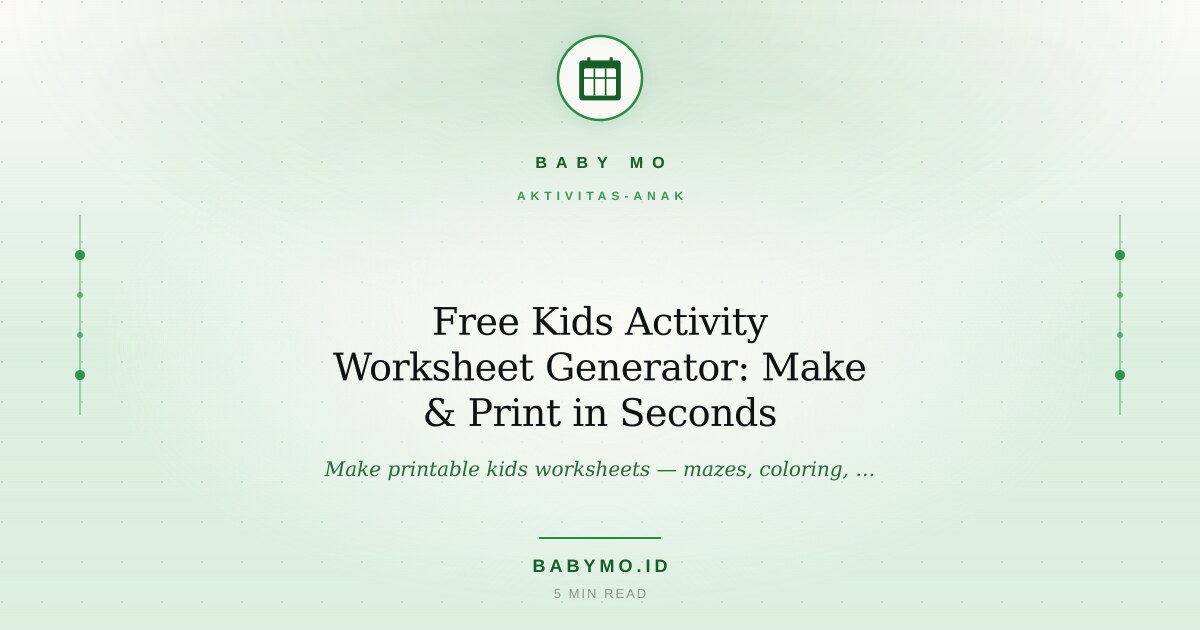 BABY MO
AKTIVITAS-ANAK
Free Kids Activity
Worksheet Generator: Make
& Print in Seconds
Make printable kids worksheets — mazes, coloring, ...
BABYMO.ID
5 MIN READ